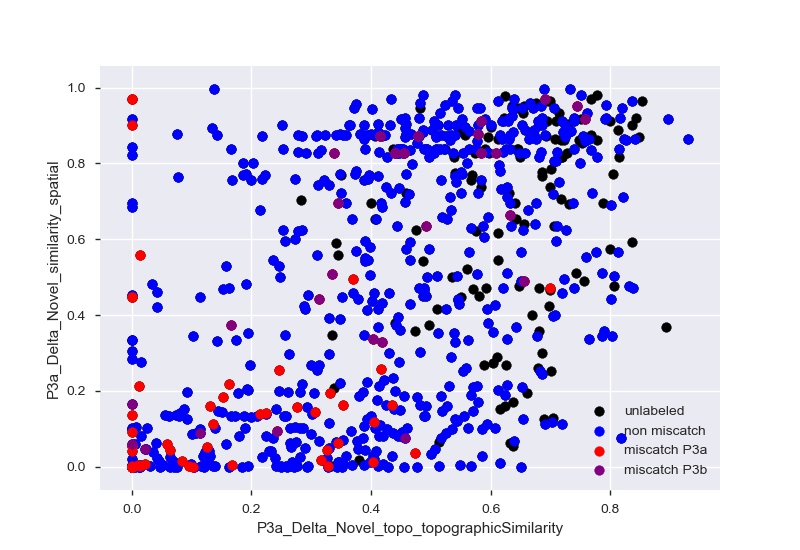 1.0
0.8
0.6
0.4
0.2
0.0
P3a_Delta_Novel_similarity_spatial
unlabeled
non miscatch
miscatch P3a
miscatch P3b
0.0 0.2 0.4 0.6 0.8
P3a_Delta_Novel_topo_topographicSimilarity